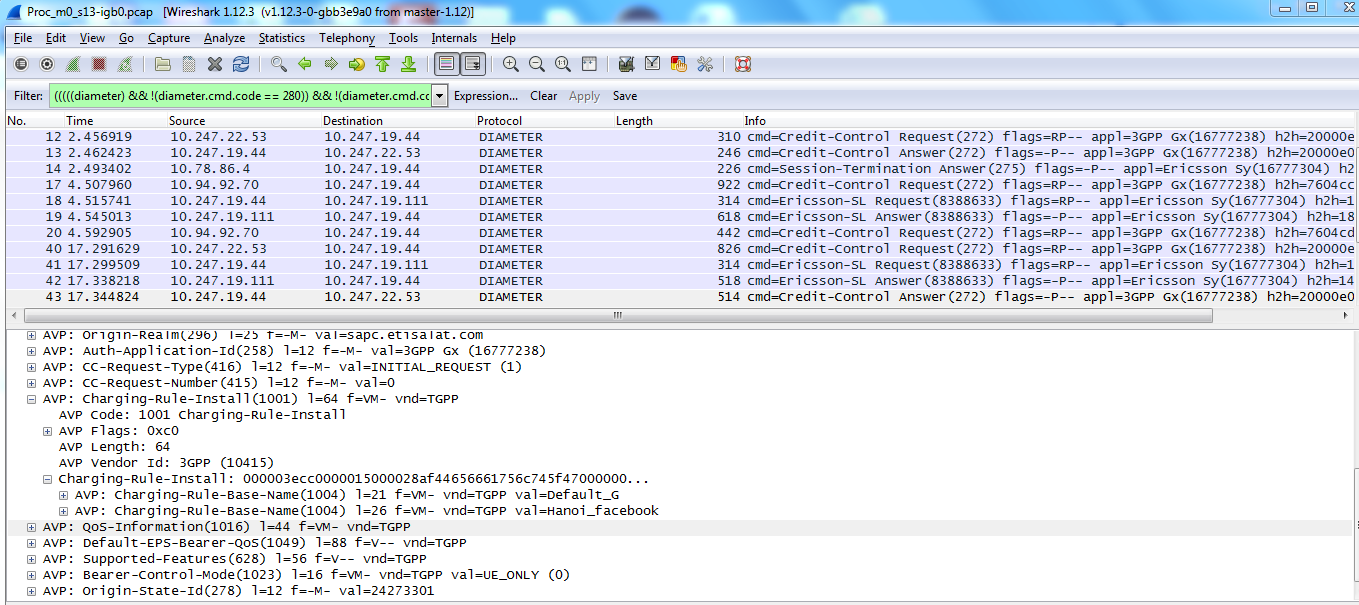 Proc_m0_s13-igb0.pcap [Wireshark 1.12.3 (v1.12.3-0-gbb3e9a0 from master-1.12)]
File Edit View Go Capture Analyze Statistics Telephony Tools Internals Help
Filter: (((((diameter) && !(diameter.cmd.code == 280)) && !(diameter.cmd.cc Expression... Clear Apply Save
No. Time Source Destination Protocol Length Info
12 2.456919 10.247.22.53 10.247.19.44 DIAMETER 310 cmd=Credit-Control Request(272) flags=RP-- appl=3GPP Gx(16777238) h2h=20000e
13 2.462423 10.247.19.44 10.247.22.53 DIAMETER 246 cmd=Credit-Control Answer(272) flags=-P-- appl=3GPP Gx(16777238) h2h=20000e0
14 2.493402 10.78.86.4 10.247.19.44 DIAMETER 226 cmd=Session-Termination Answer(275) flags=-P-- appl=Ericsson Sy(16777304) h2
17 4.507960 10.94.92.70 10.247.19.44 DIAMETER 922 cmd=Credit-Control Request(272) flags=RP-- appl=3GPP Gx(16777238) h2h=7604cc
18 4.515741 10.247.19.44 10.247.19.111 DIAMETER 314 cmd=Ericsson-SL Request(8388633) flags=RP-- appl=Ericsson Sy(16777304) h2h=1
19 4.545013 10.247.19.111 10.247.19.44 DIAMETER 618 cmd=Ericsson-SL Answer(8388633) flags=-P-- appl=Ericsson Sy(16777304) h2h=18
20 4.592905 10.94.92.70 10.247.19.44 DIAMETER 442 cmd=Credit-Control Request(272) flags=RP-- appl=3GPP Gx(16777238) h2h=7604cd
40 17.291629 10.247.22.53 10.247.19.44 DIAMETER 826 cmd=Credit-Control Request(272) flags=RP-- appl=3GPP Gx(16777238) h2h=20000e
41 17.299509 10.247.19.44 10.247.19.111 DIAMETER 314 cmd=Ericsson-SL Request(8388633) flags=RP-- appl=Ericsson Sy(16777304) h2h=1
42 17.338218 10.247.19.111 10.247.19.44 DIAMETER 518 cmd=Ericsson-SL Answer(8388633) flags=-P-- appl=Ericsson Sy(16777304) h2h=14
43 17.344824 10.247.19.44 10.247.22.53 DIAMETER 514 cmd=Credit-Control Answer(272) flags=-P-- appl=3GPP Gx(16777238) h2h=20000e0
AVP: Origin-Realm(296) l=25 f=-M- val=sapc.etisalat.com
AVP: Auth-Application-Id(258) l=12 f=-M- val=3GPP Gx (16777238)
AVP: CC-Request-Type(416) l=12 f=-M- val=INITIAL_REQUEST (1)
AVP: CC-Request-Number(415) l=12 f=-M- val=0
AVP: Charging-Rule-Install(1001) l=64 f=VM- vnd=TGPP
AVP Code: 1001 Charging-Rule-Install
AVP Flags: 0xc0
AVP Length: 64
AVP Vendor Id: 3GPP (10415)
Charging-Rule-Install: 000003ecc0000015000028af44656661756c745f47000000...
AVP: Charging-Rule-Base-Name(1004) l=21 f=VM- vnd=TGPP val=Default_G
AVP: Charging-Rule-Base-Name(1004) l=26 f=VM- vnd=TGPP val=Hanoi_facebook
AVP: QoS-Information(1016) l=44 f=VM- vnd=TGPP
AVP: Default-EPS-Bearer-QoS(1049) l=88 f=V-- vnd=TGPP
AVP: Supported-Features(628) l=56 f=V-- vnd=TGPP
AVP: Bearer-Control-Mode(1023) l=16 f=VM- vnd=TGPP val=UE_ONLY (0)
AVP: Origin-State-Id(278) l=12 f=-M- val=24273301